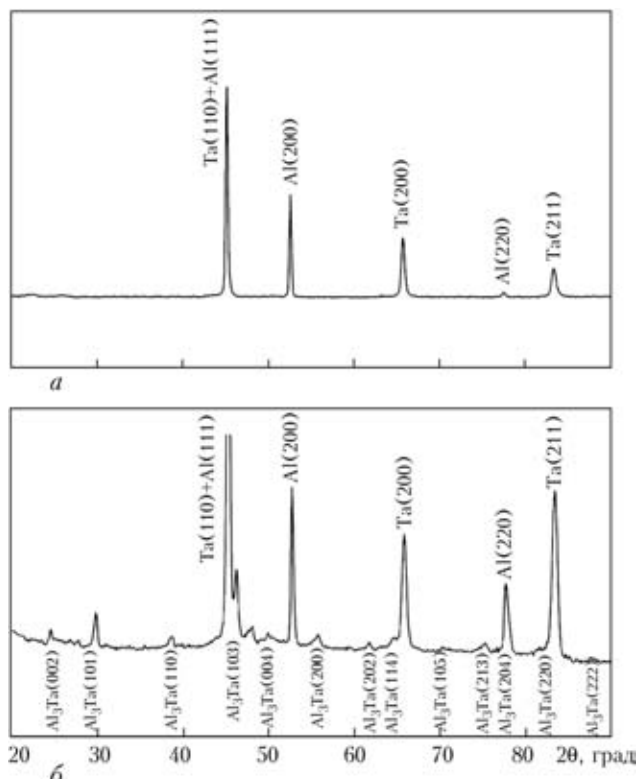 Ta(110)+Al(111)
Al(200)
Ta(200)
Al(220)
Ta(211)
а
Ta(110)+Al(111)
Al(200)
Ta(200)
Al(220)
Ta(211)
Al₃Ta(002)
Al₃Ta(101)
Al₃Ta(110)
Al₃Ta(103)
Al₃Ta(004)
Al₃Ta(200)
Al₃Ta(202)
Al₃Ta(114)
Al₃Ta(105)
Al₃Ta(213)
Al₃Ta(204)
Al₃Ta(220)
Al₃Ta(222
20 30 40 50 60 70 80 2θ, град
б